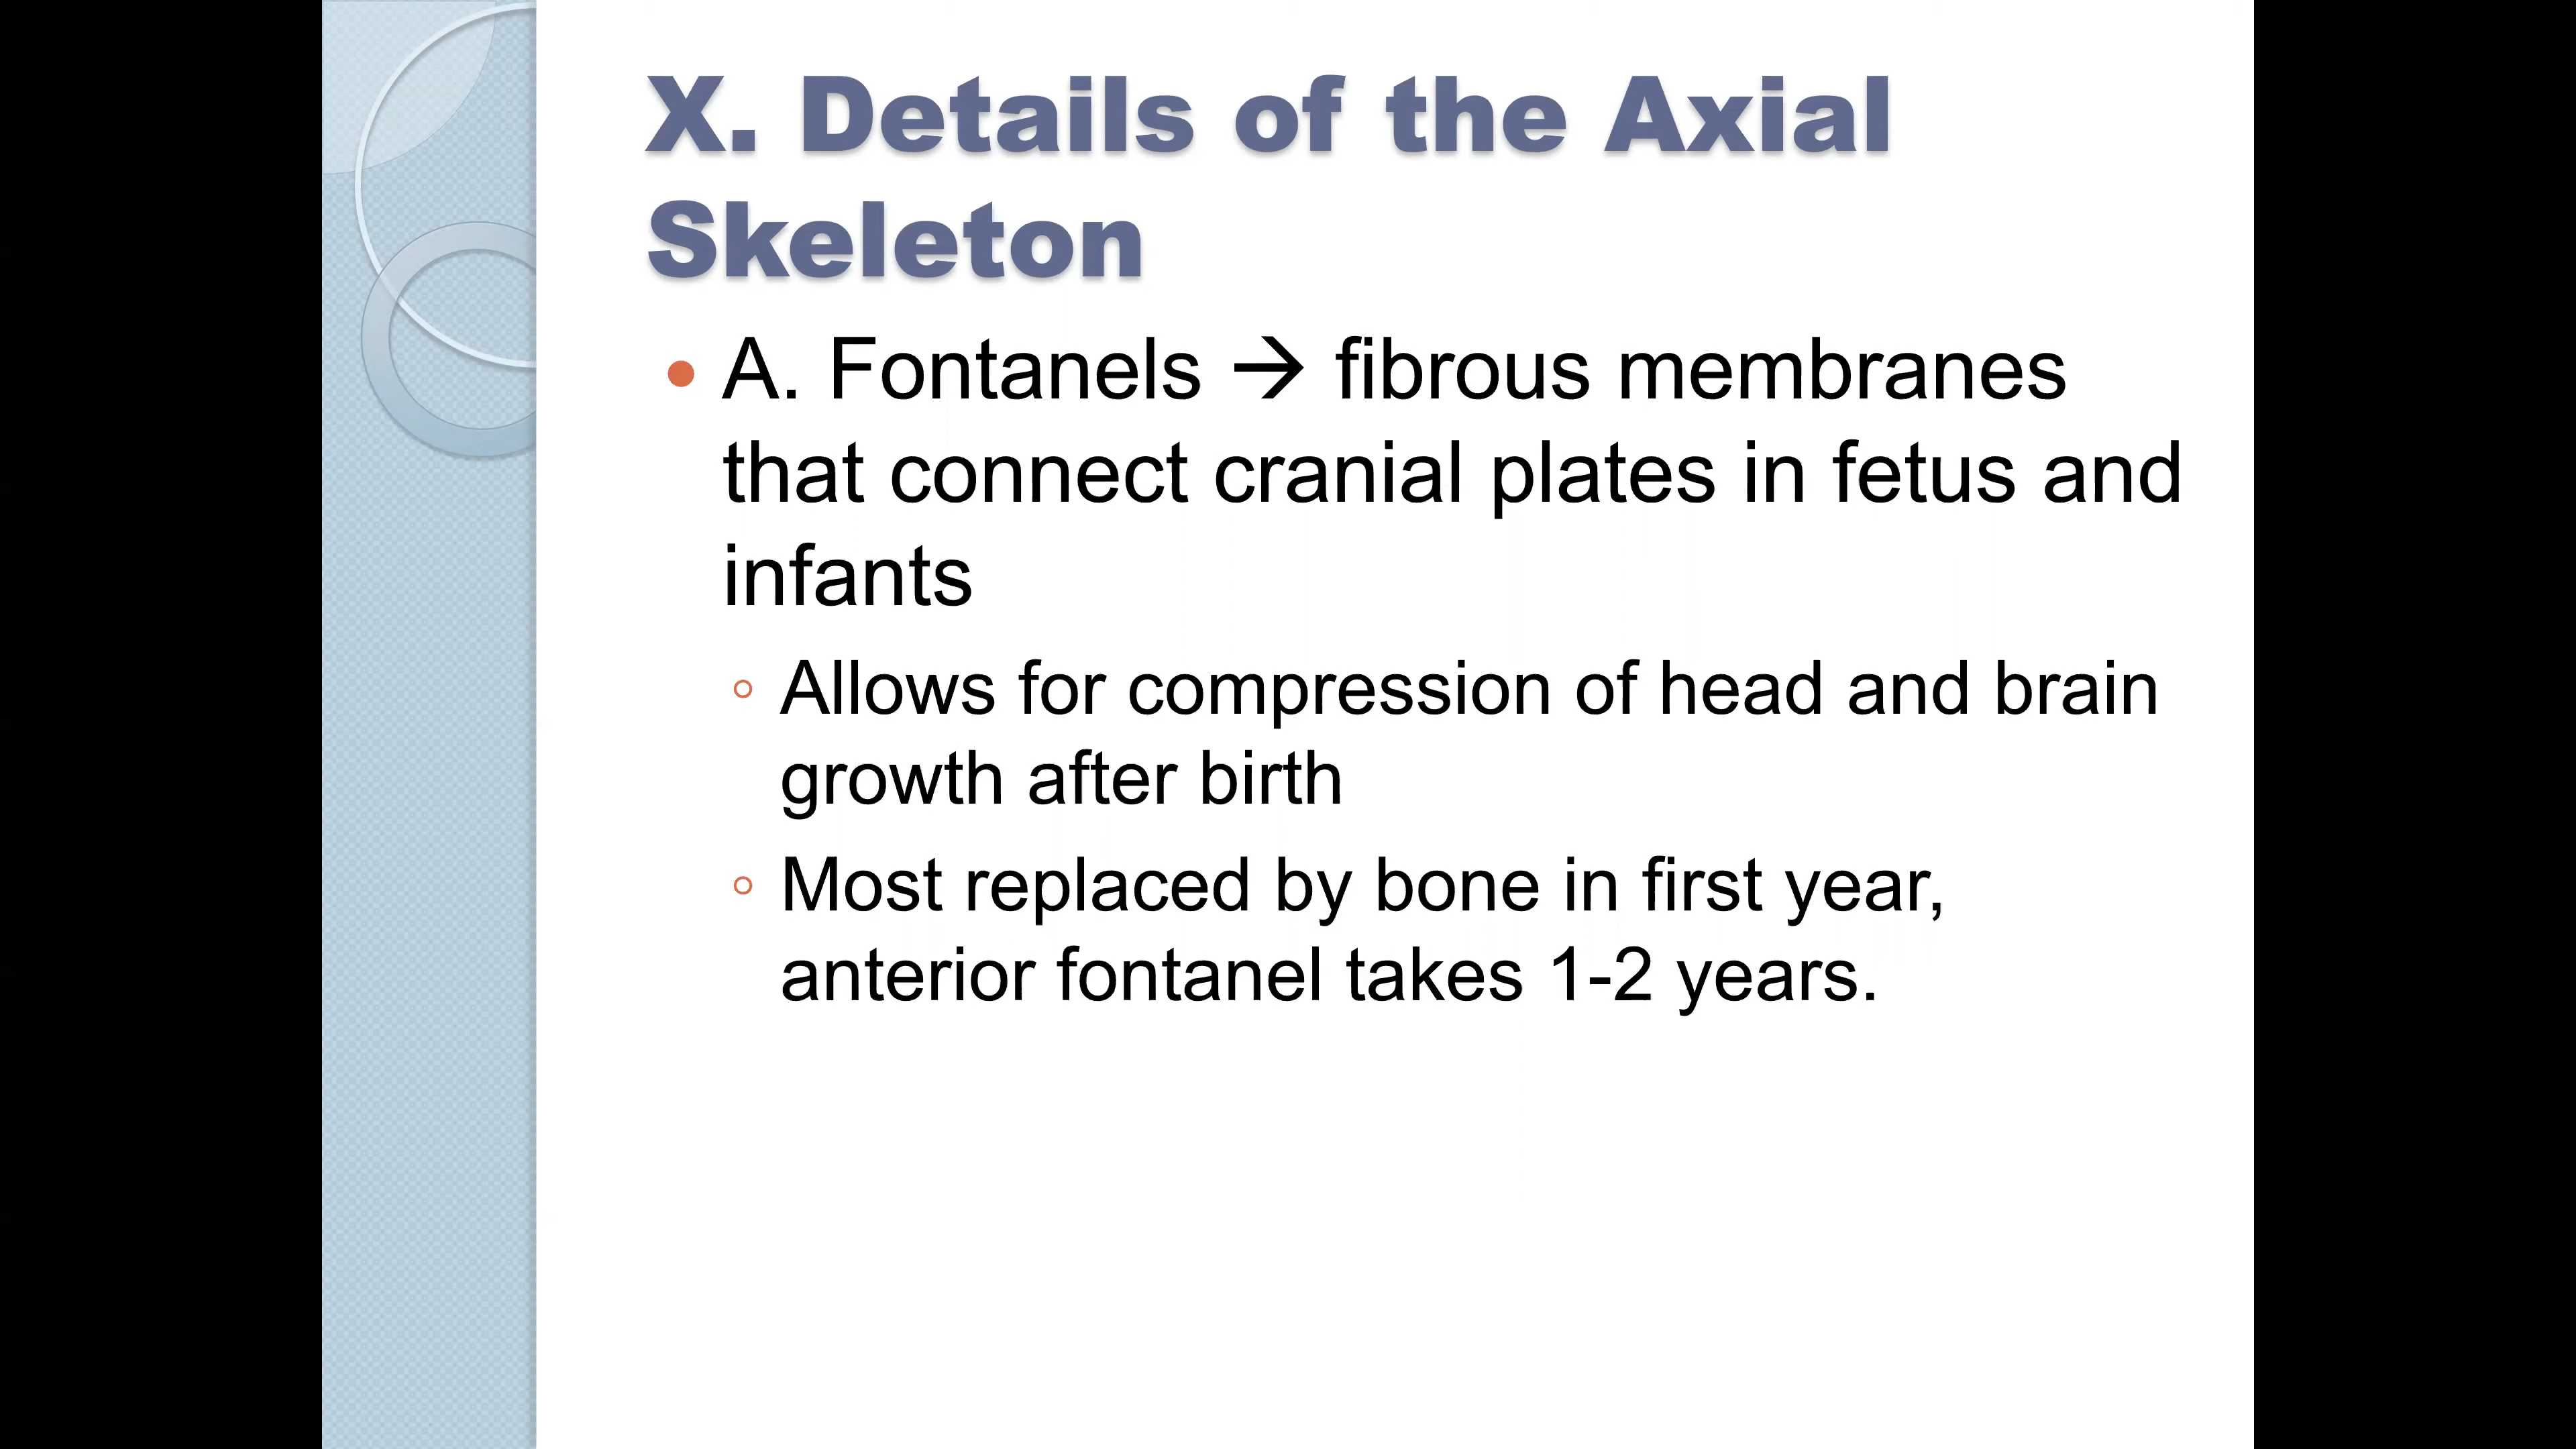 X. Details of the Axial
Skeleton
• A. Fontanels → fibrous membranes
that connect cranial plates in fetus and
infants
◦ Allows for compression of head and brain
growth after birth
◦ Most replaced by bone in first year,
anterior fontanel takes 1-2 years.